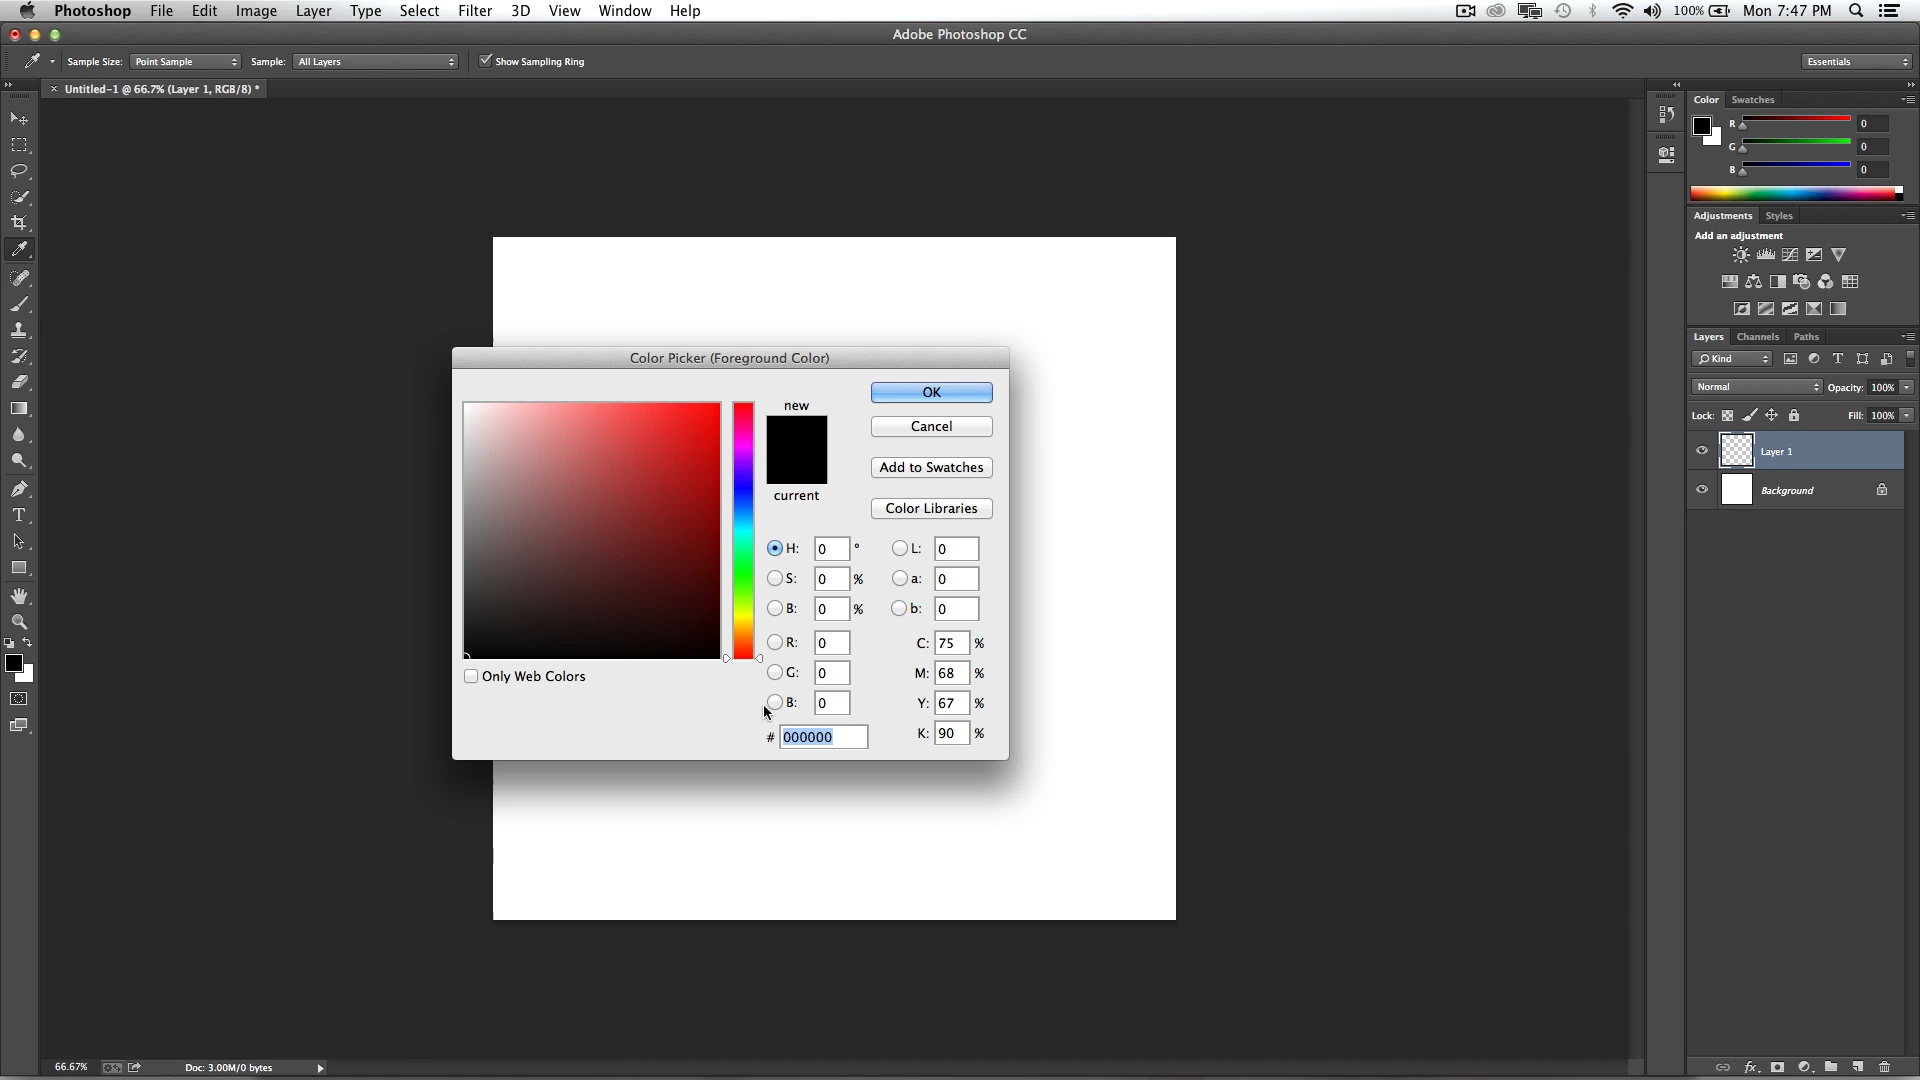 Photoshop File Edit Image Layer Type Select Filter 3D View Window Help 100% Mon 7:47 PM
Adobe Photoshop CC
Sample Size: Point Sample Sample: All Layers Show Sampling Ring Essentials
× Untitled-1 @ 66.7% (Layer 1, RGB/8) *
Color Swatches
R 0
G 0
B 0
Adjustments Styles
Add an adjustment
Layers Channels Paths
Kind
Normal Opacity: 100%
Lock: Fill: 100%
Layer 1
Background
Color Picker (Foreground Color)
new
current
OK
Cancel
Add to Swatches
Color Libraries
H: 0 ° L: 0
S: 0 % a: 0
B: 0 % b: 0
R: 0 C: 75 %
G: 0 M: 68 %
B: 0 Y: 67 %
# 000000 K: 90 %
Only Web Colors
66.67% Doc: 3.00M/0 bytes